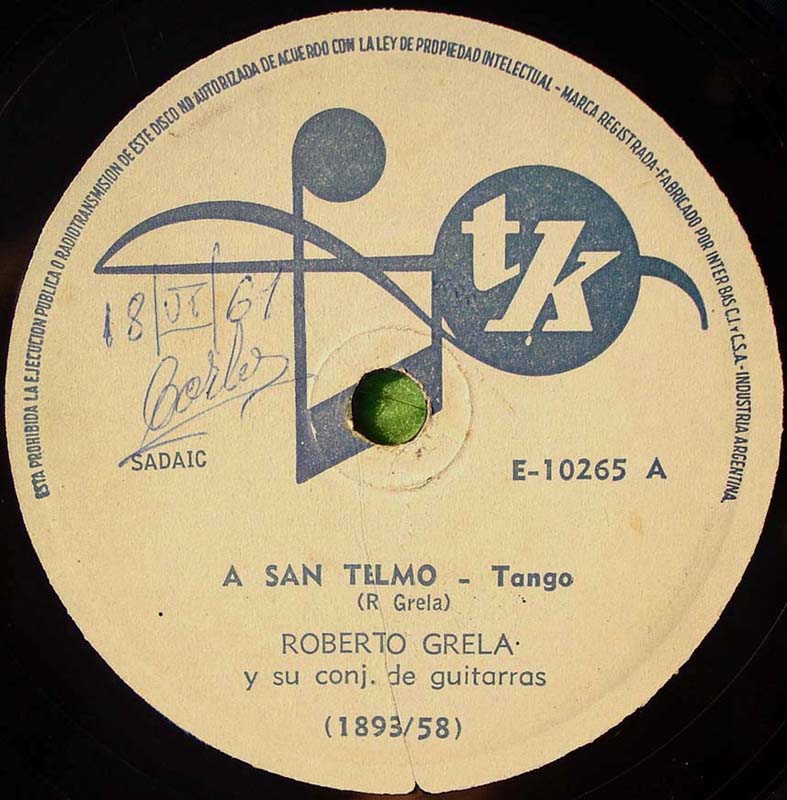 ESTA PROHIBIDA LA EJECUCION PUBLICA O RADIOTRANSMISION DE ESTE DISCO NO AUTORIZADA DE ACUERDO CON LA LEY DE PROPIEDAD INTELECTUAL - MARCA REGISTRADA - FABRICADO POR INTER BAS C.I. y C.S.A. - INDUSTRIA ARGENTINA
tk
18 VI 61
SADAIC
E-10265 A
A SAN TELMO - Tango
(R Grela)
ROBERTO GRELA
y su conj. de guitarras
(1893/58)